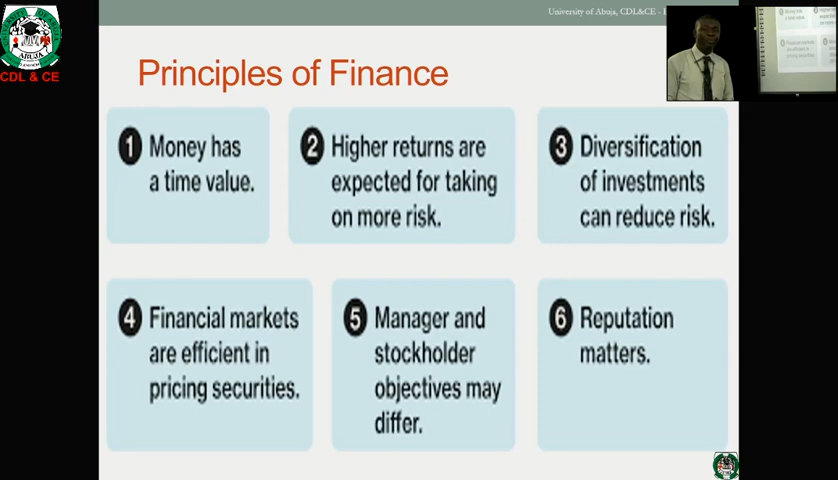 University of Abuja, CDL&CE -
ABUJA
CDL & CE
Principles of Finance
1 Money has
a time value.
2 Higher returns are
expected for taking
on more risk.
3 Diversification
of investments
can reduce risk.
4 Financial markets
are efficient in
pricing securities.
5 Manager and
stockholder
objectives may
differ.
6 Reputation
matters.